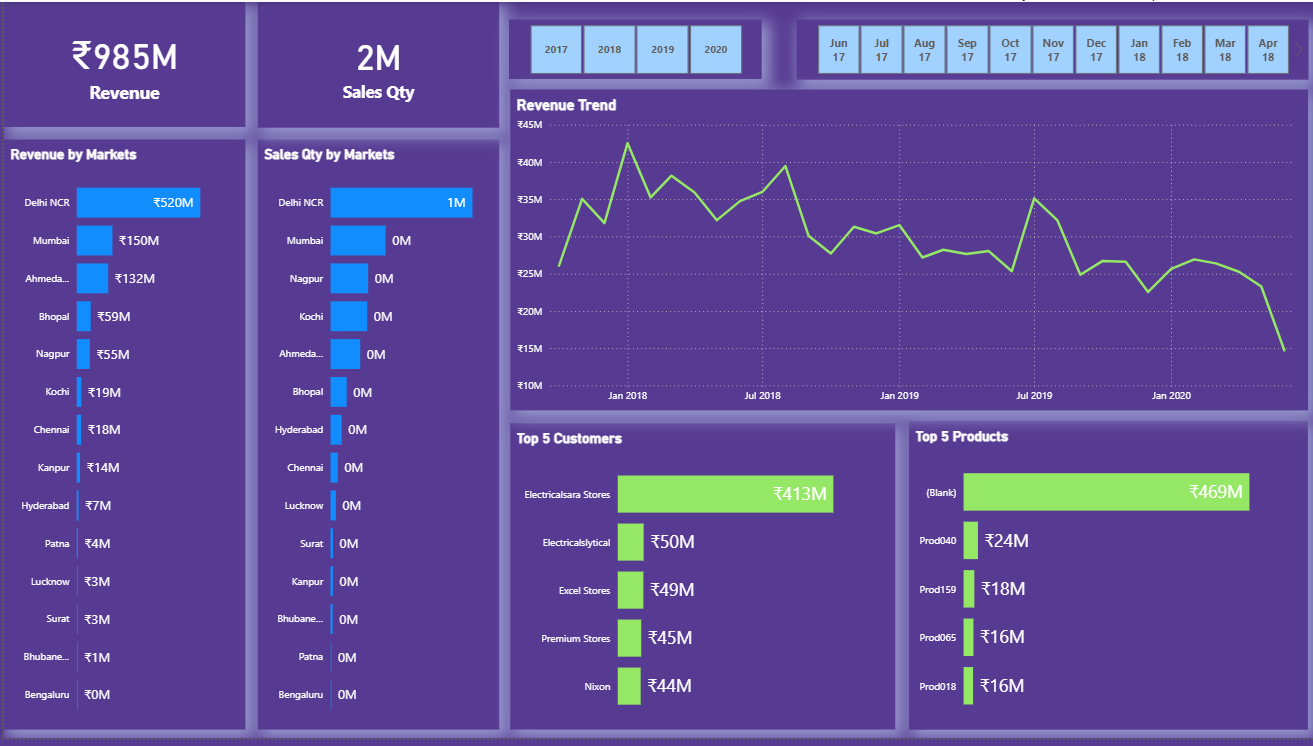 ₹985M
Revenue
2M
Sales Qty
2017 2018 2019 2020
Jun 17 Jul 17 Aug 17 Sep 17 Oct 17 Nov 17 Dec 17 Jan 18 Feb 18 Mar 18 Apr 18
Revenue by Markets
Delhi NCR ₹520M
Mumbai ₹150M
Ahmeda... ₹132M
Bhopal ₹59M
Nagpur ₹55M
Kochi ₹19M
Chennai ₹18M
Kanpur ₹14M
Hyderabad ₹7M
Patna ₹4M
Lucknow ₹3M
Surat ₹3M
Bhubane... ₹1M
Bengaluru ₹0M
Sales Qty by Markets
Delhi NCR 1M
Mumbai 0M
Nagpur 0M
Kochi 0M
Ahmeda... 0M
Bhopal 0M
Hyderabad 0M
Chennai 0M
Lucknow 0M
Surat 0M
Kanpur 0M
Bhubane... 0M
Patna 0M
Bengaluru 0M
Revenue Trend
₹45M
₹40M
₹35M
₹30M
₹25M
₹20M
₹15M
₹10M
Jan 2018 Jul 2018 Jan 2019 Jul 2019 Jan 2020
Top 5 Customers
Electricalsara Stores ₹413M
Electricalslytical ₹50M
Excel Stores ₹49M
Premium Stores ₹45M
Nixon ₹44M
Top 5 Products
(Blank) ₹469M
Prod040 ₹24M
Prod159 ₹18M
Prod065 ₹16M
Prod018 ₹16M